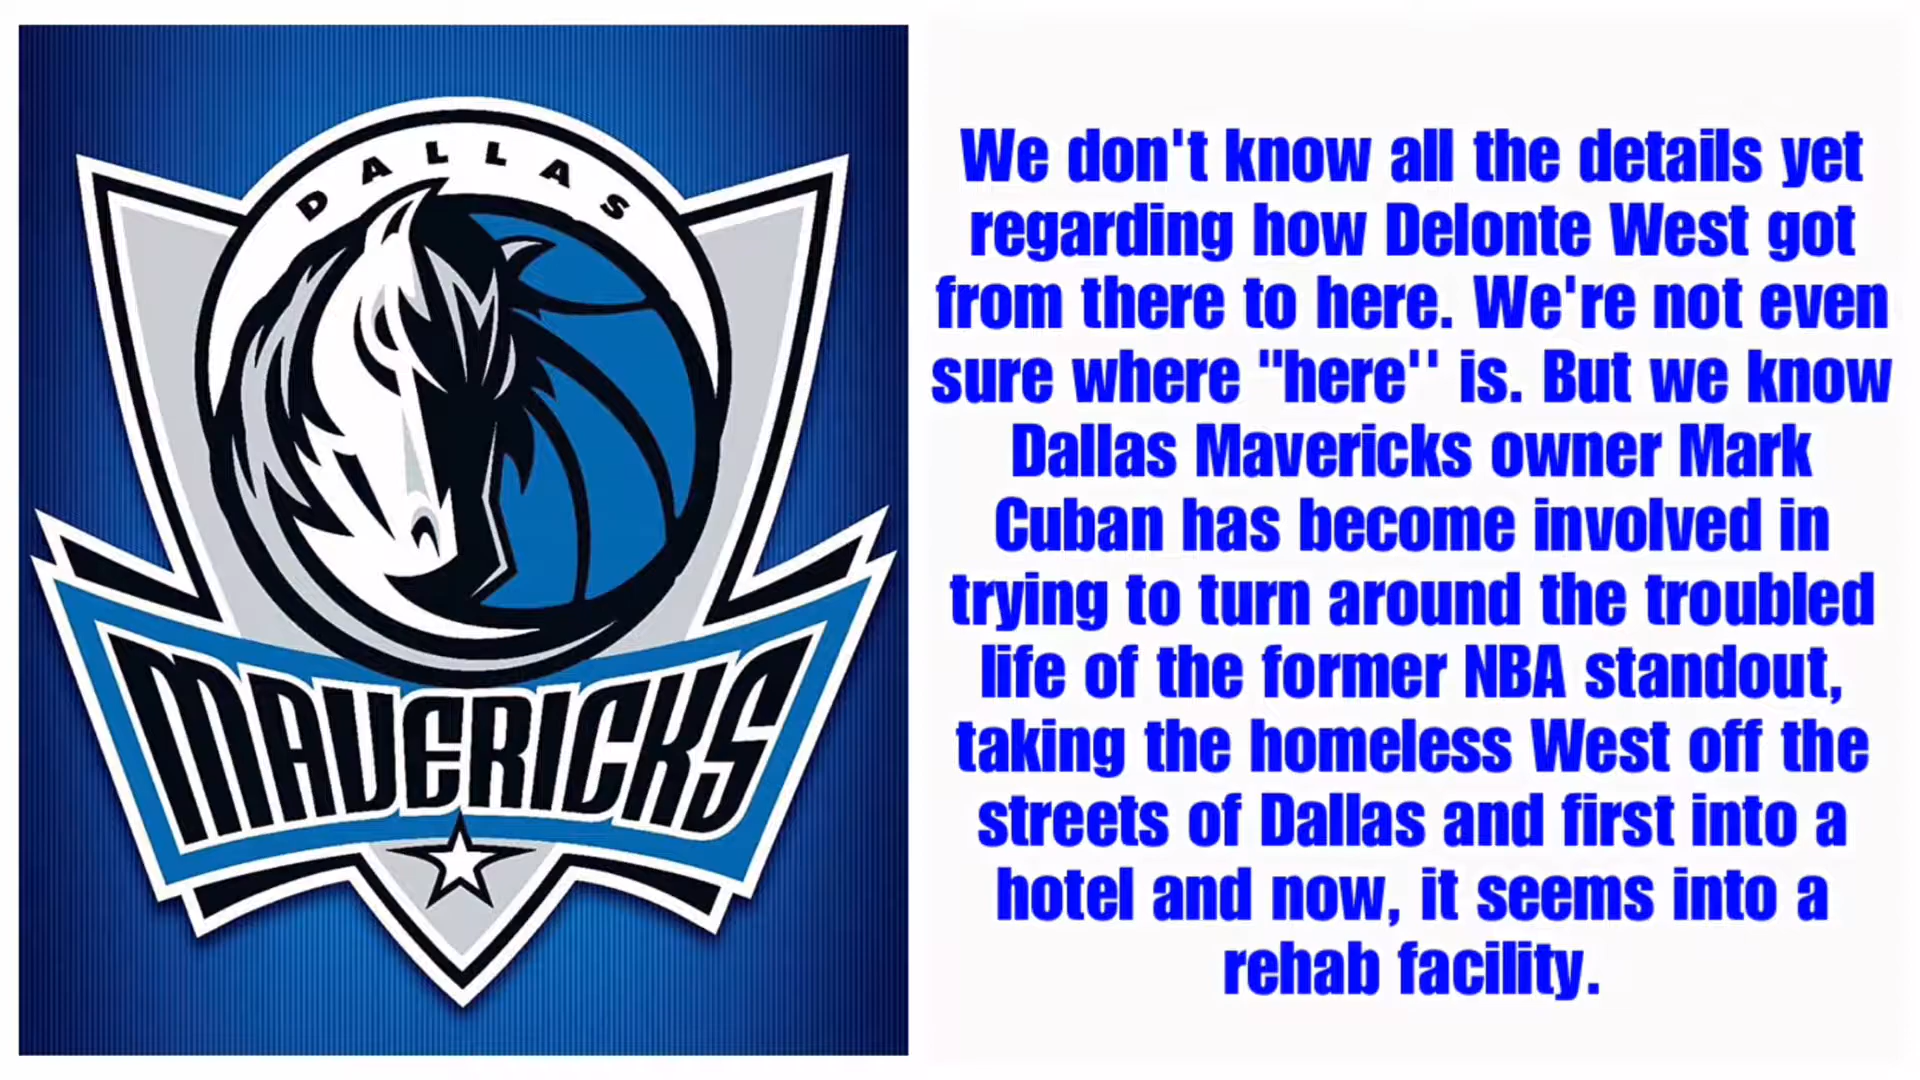 DALLAS
MAVERICKS
We don't know all the details yet
regarding how Delonte West got
from there to here. We're not even
sure where "here'' is. But we know
Dallas Mavericks owner Mark
Cuban has become involved in
trying to turn around the troubled
life of the former NBA standout,
taking the homeless West off the
streets of Dallas and first into a
hotel and now, it seems into a
rehab facility.